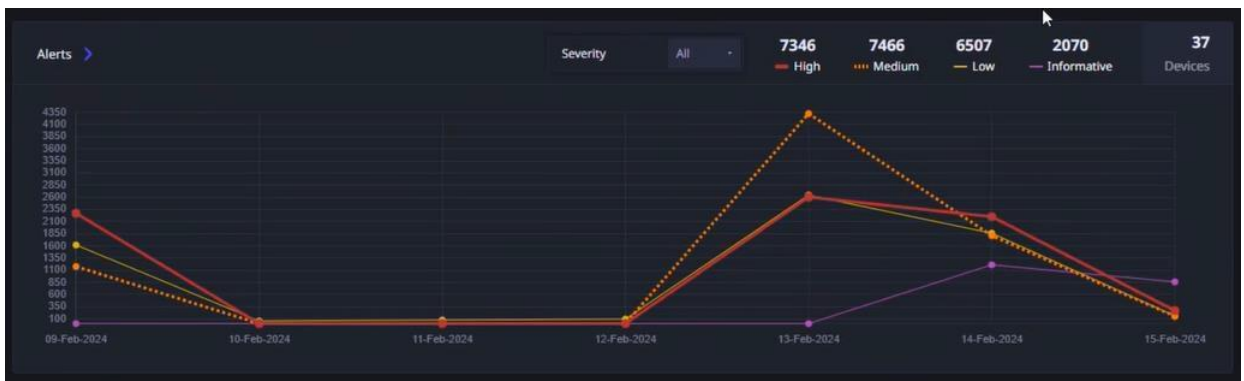 Alerts
Severity
All
7346
High
7466
Medium
6507
Low
2070
Informative
37
Devices
4350
4100
3850
3600
3350
3100
2850
2600
2350
2100
1850
1600
1350
1100
850
600
350
100
09-Feb-2024
10-Feb-2024
11-Feb-2024
12-Feb-2024
13-Feb-2024
14-Feb-2024
15-Feb-2024